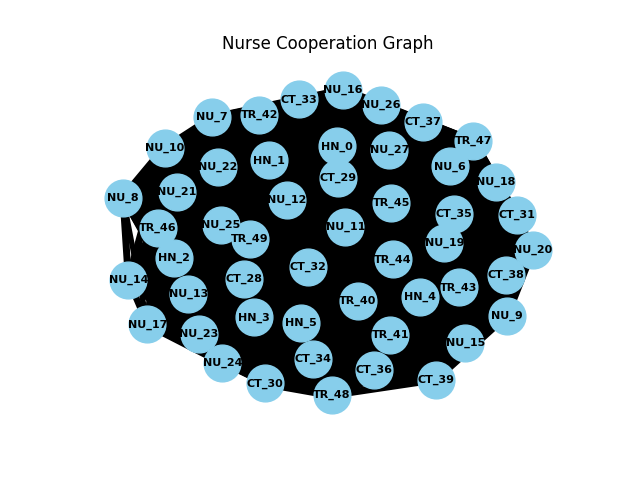 Nurse Cooperation Graph
NU_16
CT_33
NU_26
TR_42
NU_7
CT_37
TR_47
HN_0
NU_10
NU_27
HN_1
NU_6
NU_22
CT_29
NU_18
NU_21
NU_8
NU_12
TR_45
CT_35
CT_31
NU_25
NU_11
TR_46
TR_49
NU_19
NU_20
HN_2
TR_44
CT_32
CT_38
CT_28
NU_14
TR_43
NU_13
HN_4
TR_40
NU_9
HN_3
HN_5
NU_17
NU_23
TR_41
NU_15
CT_34
NU_24
CT_36
CT_39
CT_30
TR_48